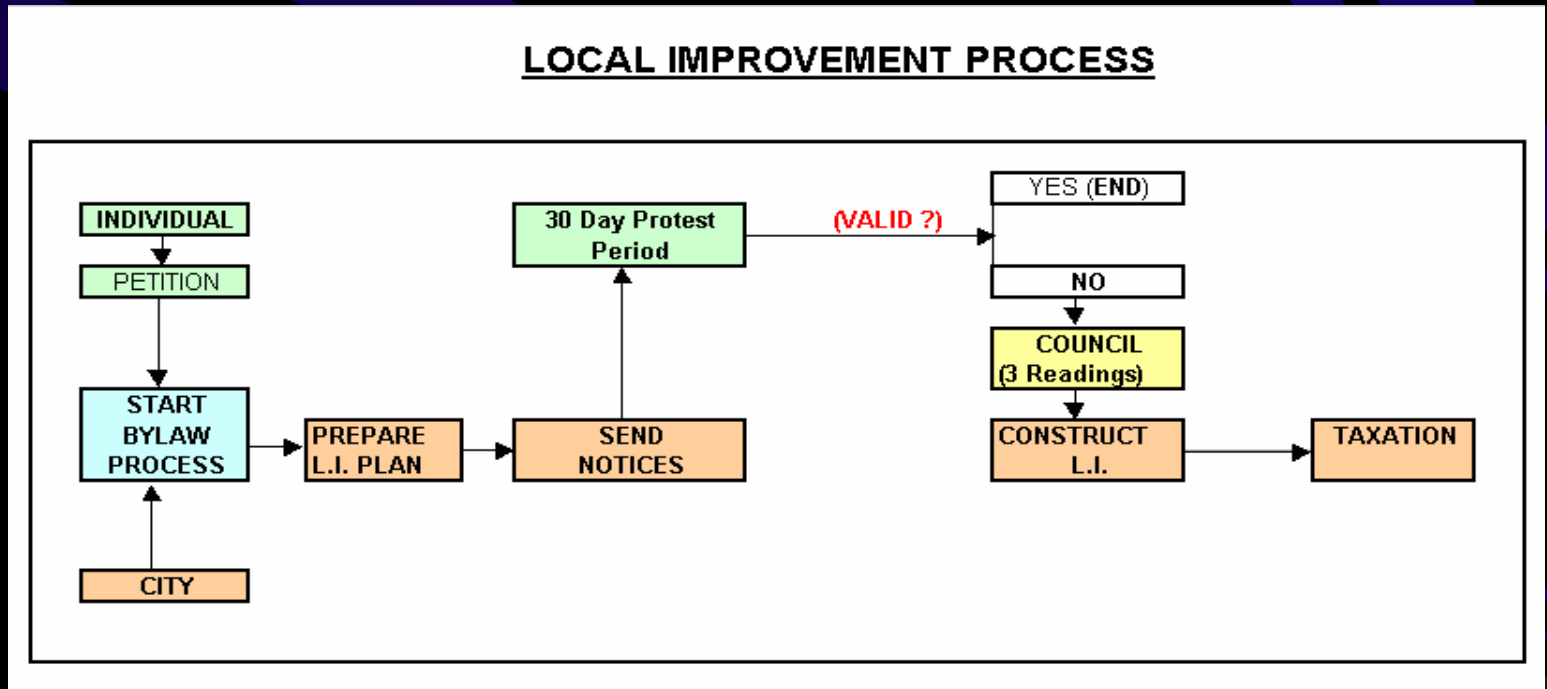 LOCAL IMPROVEMENT PROCESS
INDIVIDUAL
PETITION
START
BYLAW
PROCESS
CITY
PREPARE
L.I. PLAN
SEND
NOTICES
30 Day Protest
Period
(VALID ?)
YES (END)
NO
COUNCIL
(3 Readings)
CONSTRUCT
L.I.
TAXATION